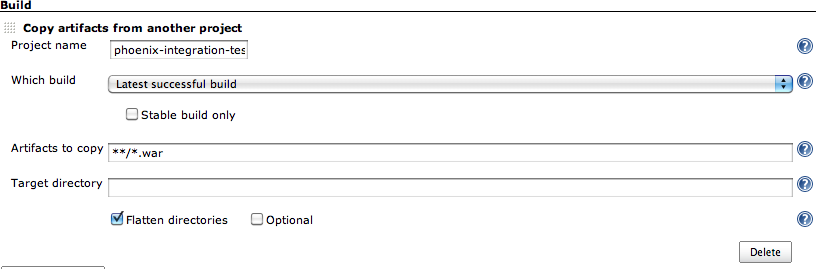 Build
Copy artifacts from another project
Project name phoenix-integration-tes
Which build Latest successful build
Stable build only
Artifacts to copy **/*.war
Target directory
Flatten directories Optional
Delete